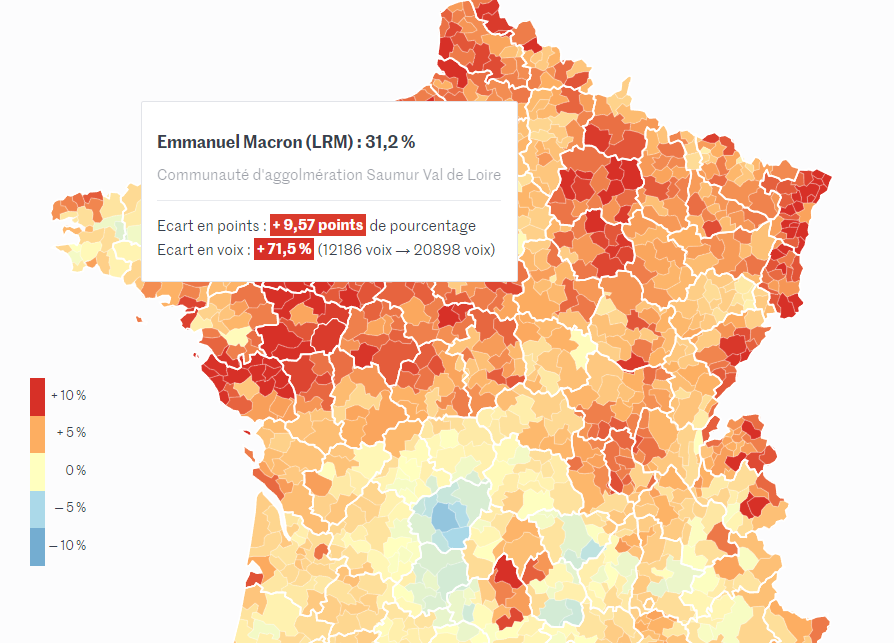 Emmanuel Macron (LRM) : 31,2 %
Communauté d'aggolmération Saumur Val de Loire
Ecart en points : + 9,57 points de pourcentage
Ecart en voix : + 71,5 % (12186 voix → 20898 voix)
+ 10 %
+ 5 %
0 %
– 5 %
– 10 %